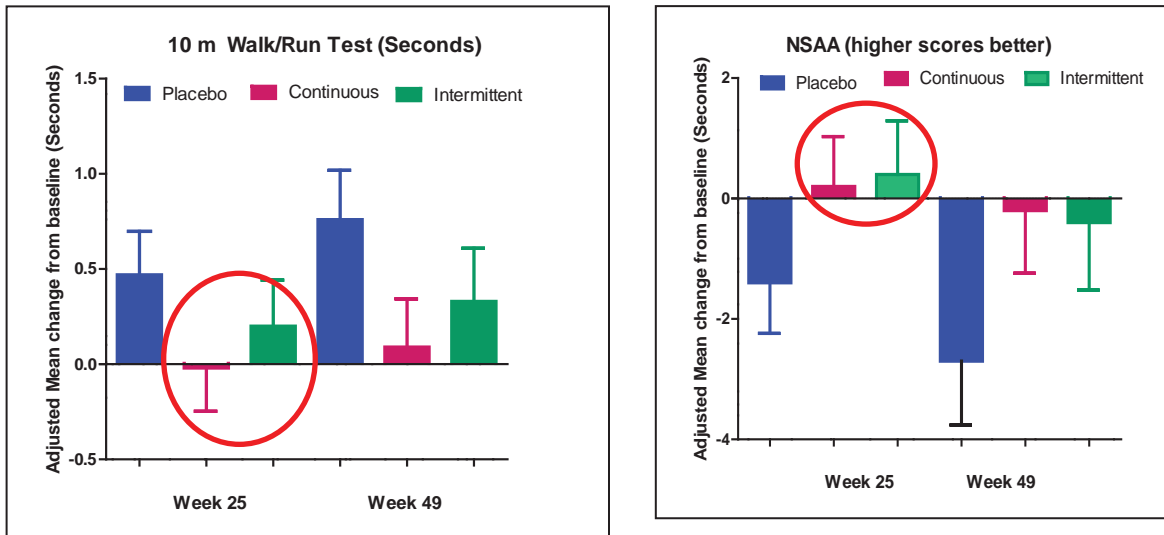 10 m Walk/Run Test (Seconds)
Placebo Continuous Intermittent
Adjusted Mean change from baseline (Seconds)
1.5
1.0
0.5
0.0
-0.5
Week 25 Week 49
NSAA (higher scores better)
Placebo Continuous Intermittent
Adjusted Mean change from baseline (Seconds)
2
0
-2
-4
Week 25 Week 49